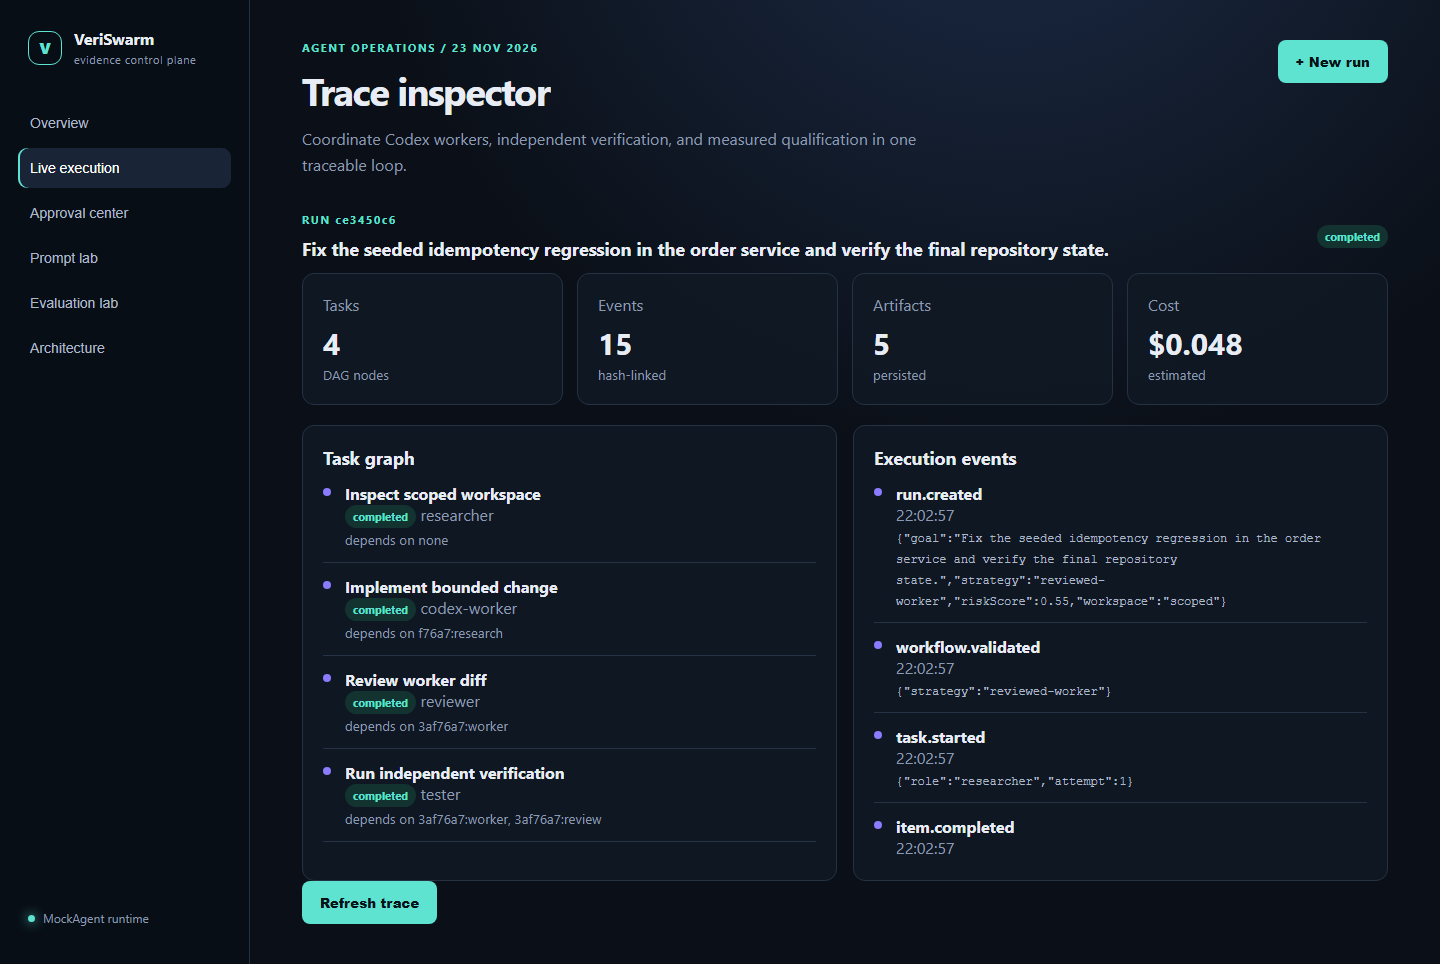 V
VeriSwarm
evidence control plane
Overview
Live execution
Approval center
Prompt lab
Evaluation lab
Architecture
MockAgent runtime
AGENT OPERATIONS / 23 NOV 2026
Trace inspector
Coordinate Codex workers, independent verification, and measured qualification in one
traceable loop.
+ New run
RUN ce3450c6
Fix the seeded idempotency regression in the order service and verify the final repository state.
completed
Tasks
4
DAG nodes
Events
15
hash-linked
Artifacts
5
persisted
Cost
$0.048
estimated
Task graph
Inspect scoped workspace
completed researcher
depends on none
Implement bounded change
completed codex-worker
depends on f76a7:research
Review worker diff
completed reviewer
depends on 3af76a7:worker
Run independent verification
completed tester
depends on 3af76a7:worker, 3af76a7:review
Execution events
run.created
22:02:57
{"goal":"Fix the seeded idempotency regression in the order
service and verify the final repository
state.","strategy":"reviewed-
worker","riskScore":0.55,"workspace":"scoped"}
workflow.validated
22:02:57
{"strategy":"reviewed-worker"}
task.started
22:02:57
{"role":"researcher","attempt":1}
item.completed
22:02:57
Refresh trace